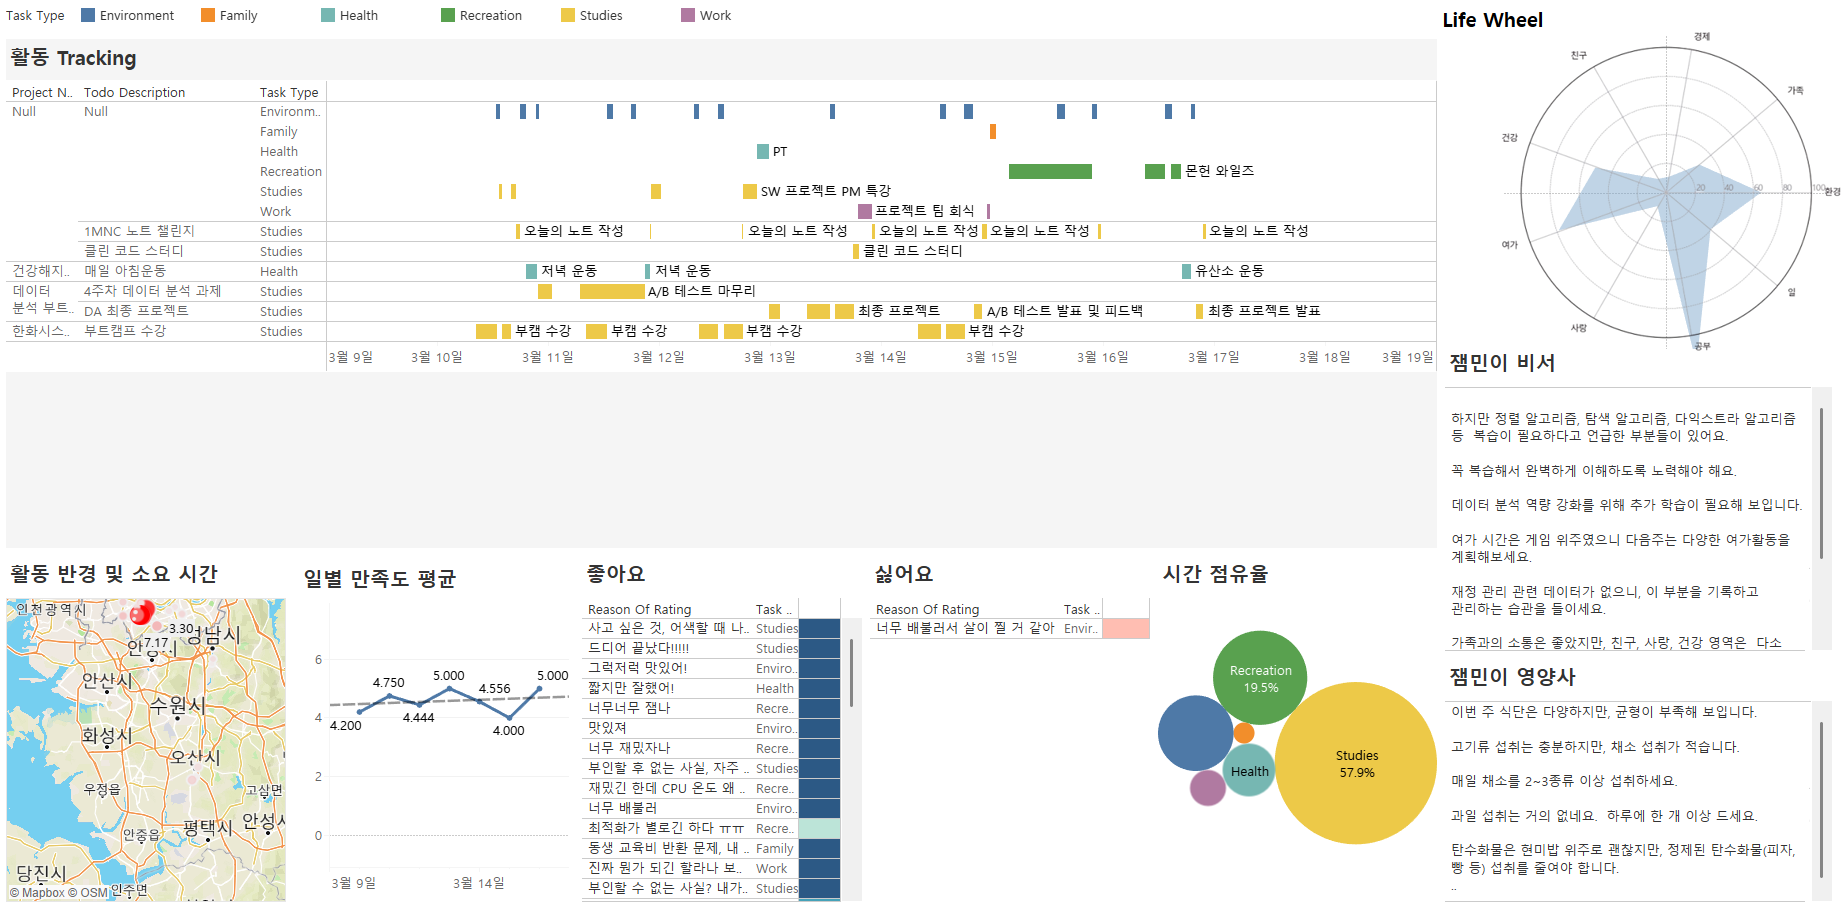 Task Type Environment Family Health Recreation Studies Work
활동 Tracking
Project N.. Todo Description Task Type
Null Null Environm..
Family
Health PT
Recreation 몬헌 와일즈
Studies SW 프로젝트 PM 특강
Work 프로젝트 팀 회식
1MNC 노트 챌린지 Studies 오늘의 노트 작성 오늘의 노트 작성 오늘의 노트 작성 오늘의 노트 작성 오늘의 노트 작성
클린 코드 스터디 Studies 클린 코드 스터디
건강해지.. 매일 아침운동 Health 저녁 운동 저녁 운동 유산소 운동
데이터 분석 부트.. 4주차 데이터 분석 과제 Studies A/B 테스트 마무리
DA 최종 프로젝트 Studies 최종 프로젝트 A/B 테스트 발표 및 피드백 최종 프로젝트 발표
한화시스.. 부트캠프 수강 Studies 부캠 수강 부캠 수강 부캠 수강 부캠 수강
3월 9일 3월 10일 3월 11일 3월 12일 3월 13일 3월 14일 3월 15일 3월 16일 3월 17일 3월 18일 3월 19일
Life Wheel
경제
친구
가족
건강
20 40 60 80 100
환경
여가
일
사랑
공부
잼민이 비서
하지만 정렬 알고리즘, 탐색 알고리즘, 다익스트라 알고리즘
등 복습이 필요하다고 언급한 부분들이 있어요.
꼭 복습해서 완벽하게 이해하도록 노력해야 해요.
데이터 분석 역량 강화를 위해 추가 학습이 필요해 보입니다.
여가 시간은 게임 위주였으니 다음주는 다양한 여가활동을
계획해보세요.
재정 관리 관련 데이터가 없으니, 이 부분을 기록하고
관리하는 습관을 들이세요.
가족과의 소통은 좋았지만, 친구, 사랑, 건강 영역은 다소
잼민이 영양사
이번 주 식단은 다양하지만, 균형이 부족해 보입니다.
고기류 섭취는 충분하지만, 채소 섭취가 적습니다.
매일 채소를 2~3종류 이상 섭취하세요.
과일 섭취는 거의 없네요. 하루에 한 개 이상 드세요.
탄수화물은 현미밥 위주로 괜찮지만, 정제된 탄수화물(피자,
빵 등) 섭취를 줄여야 합니다.
..
활동 반경 및 소요 시간
인천광역시
3.30
성남시
7.17
안산시
수원시
화성시
오산시
우정읍
고삼면
안중읍
평택시
안성시
당진시
인주면
© Mapbox © OSM
일별 만족도 평균
6
4
2
0
4.200
4.750
4.444
5.000
4.556
4.000
5.000
3월 9일 3월 14일
좋아요
Reason Of Rating Task ..
사고 싶은 것, 어색할 때 나.. Studies
드디어 끝났다!!!!! Studies
그럭저럭 맛있어! Enviro..
짧지만 잘했어! Health
너무너무 잼나 Recre..
맛있져 Enviro..
너무 재밌자나 Recre..
부인할 후 없는 사실, 자주 .. Studies
재밌긴 한데 CPU 온도 왜 .. Recre..
너무 배불러 Enviro..
최적화가 별로긴 하다 ㅠㅠ Recre..
동생 교육비 반환 문제, 내 .. Family
진짜 뭔가 되긴 할라나 보.. Work
부인할 수 없는 사실? 내가.. Studies
싫어요
Reason Of Rating Task ..
너무 배불러서 살이 찔 거 같아 Envir..
시간 점유율
Recreation
19.5%
Studies
57.9%
Health